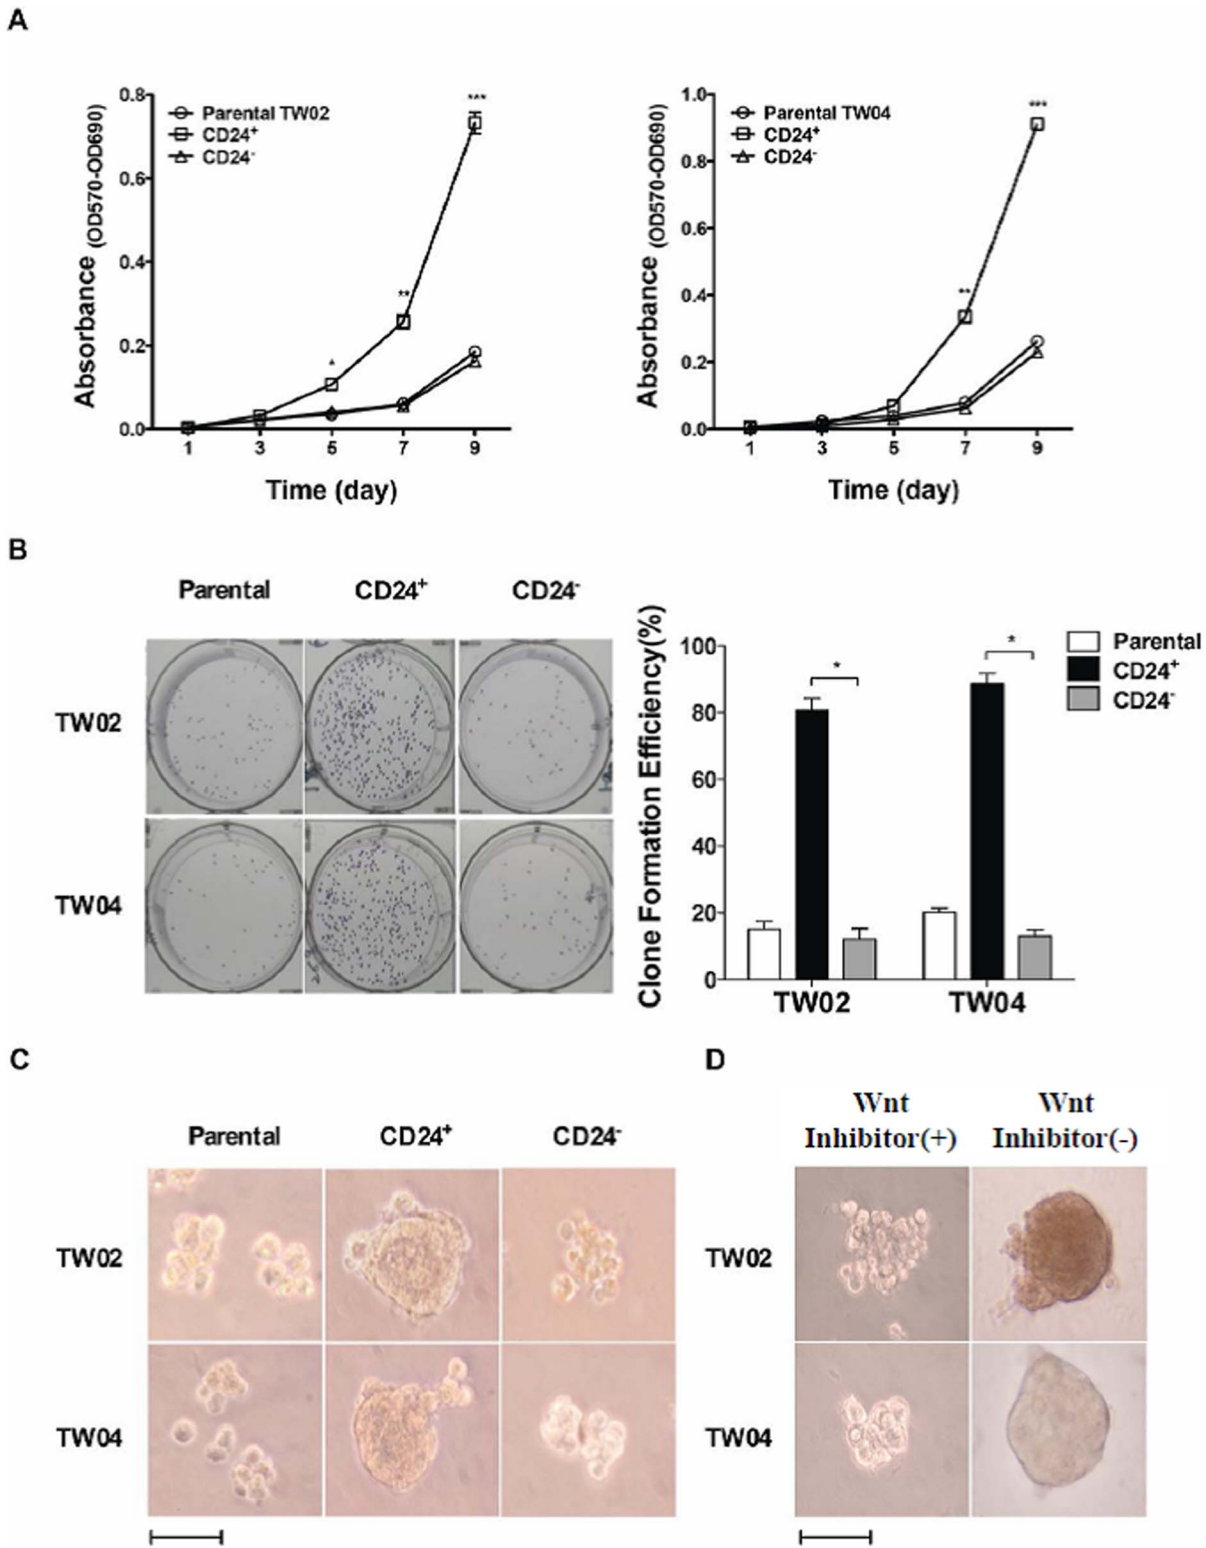 A
0.8
0.6
0.4
0.2
0.0
Absorbance (OD570-OD690)
Parental TW02
CD24⁺
CD24⁻
*
**
***
1 3 5 7 9
Time (day)
1.0
0.8
0.6
0.4
0.2
0.0
Absorbance (OD570-OD690)
Parental TW04
CD24⁺
CD24⁻
**
***
1 3 5 7 9
Time (day)
B
Parental CD24⁺ CD24⁻
TW02
TW04
Clone Formation Efficiency(%)
100
80
60
40
20
0
*
*
TW02 TW04
Parental
CD24⁺
CD24⁻
C
Parental CD24⁺ CD24⁻
TW02
TW04
D
Wnt
Inhibitor(+)
Wnt
Inhibitor(-)
TW02
TW04